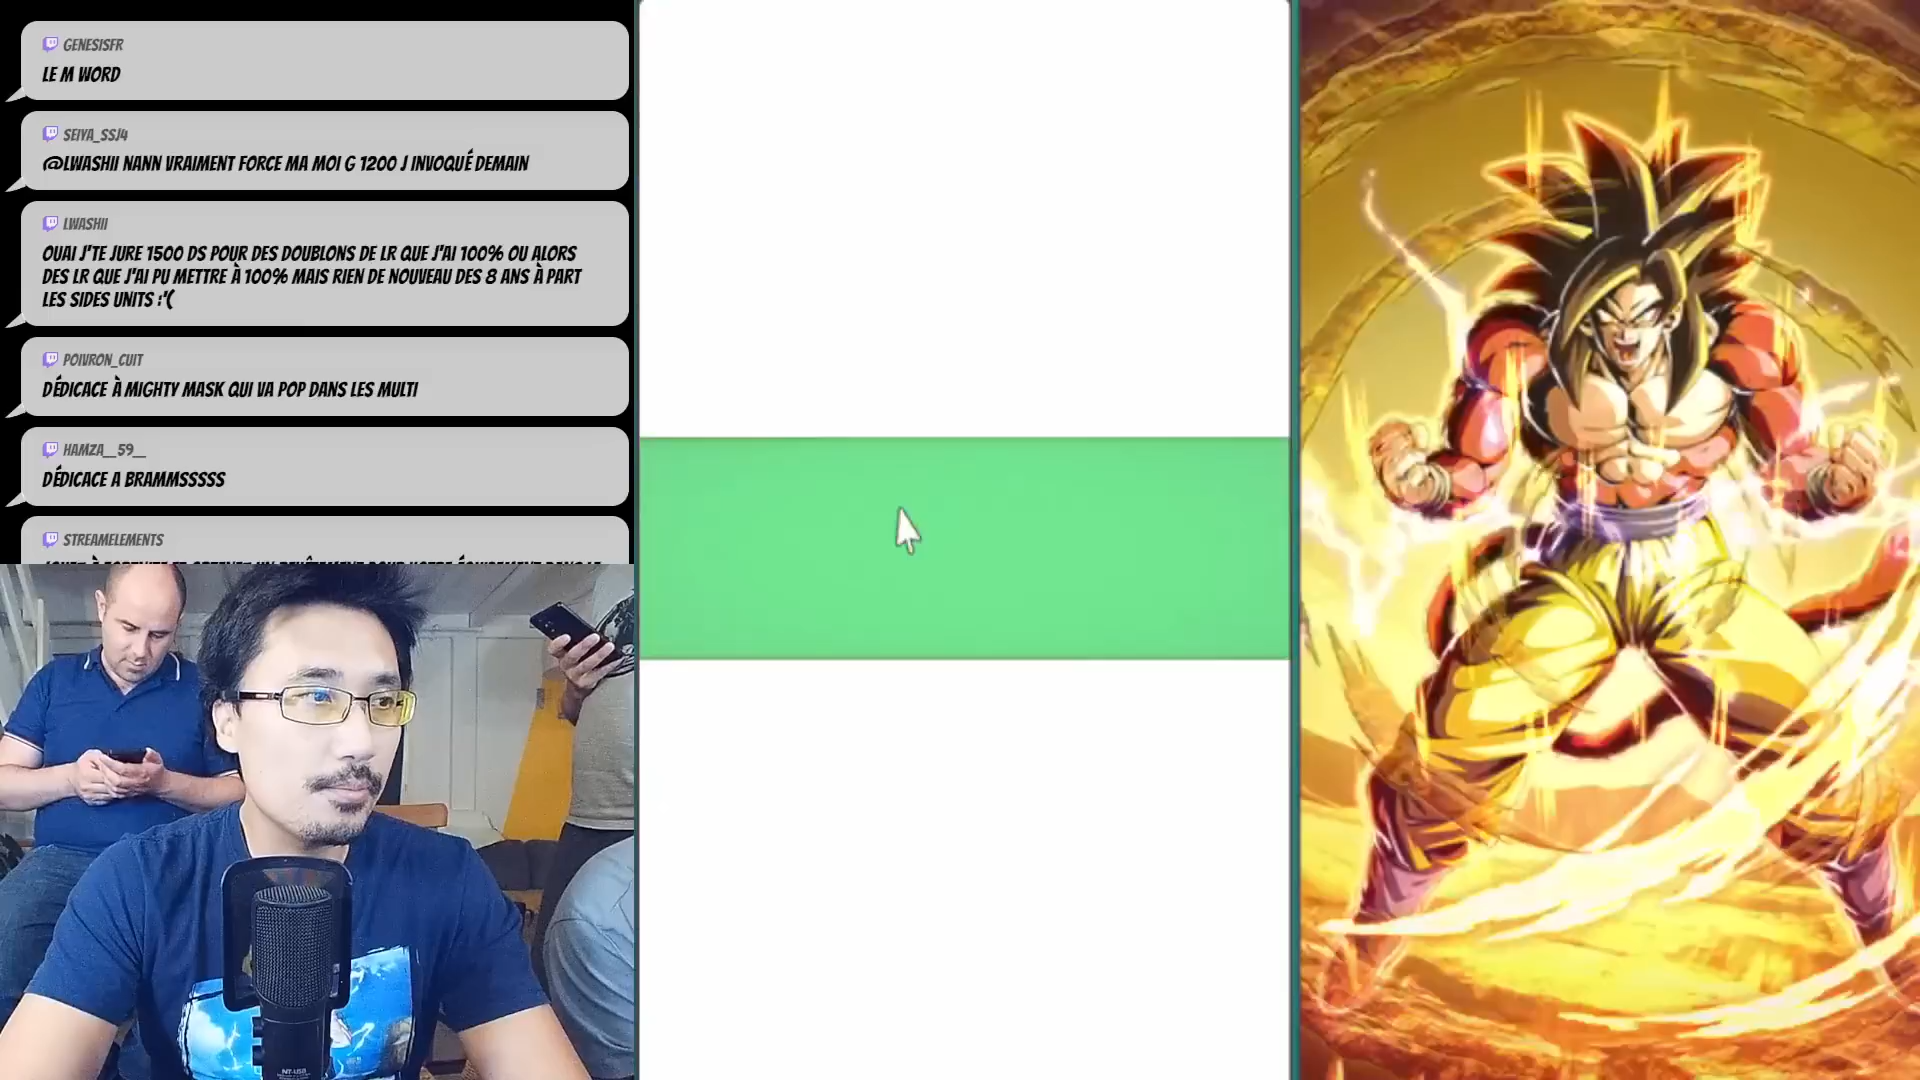 GENESISFR
LE M WORD
SEIYA_SSJ4
@LWASHII NANN VRAIMENT FORCE MA MOI G 1200 J INVOQUÉ DEMAIN
LWASHII
OUAI J'TE JURE 1500 DS POUR DES DOUBLONS DE LR QUE J'AI 100% OU ALORS
DES LR QUE J'AI PU METTRE À 100% MAIS RIEN DE NOUVEAU DES 8 ANS À PART
LES SIDES UNITS :'(
POIVRON_CUIT
DÉDICACE À MIGHTY MASK QUI VA POP DANS LES MULTI
HAMZA__59__
DÉDICACE A BRAMMSSSSS
STREAMELEMENTS
NT-USB